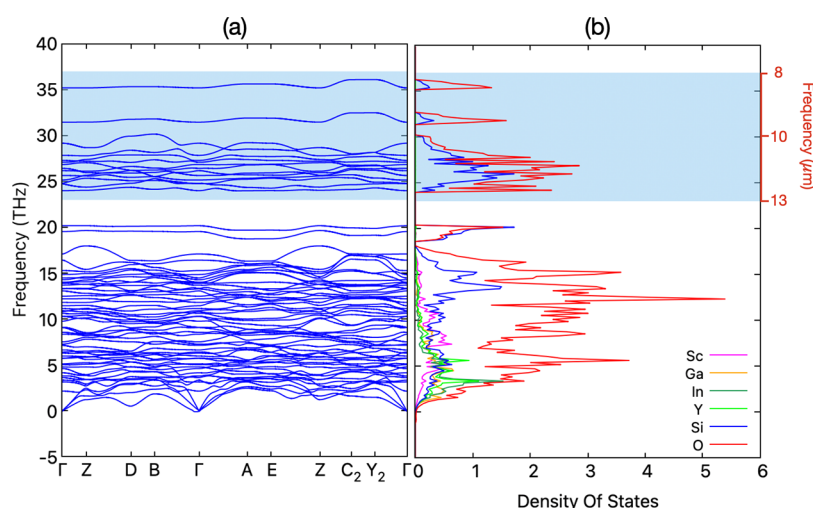 (a)
(b)
40
35
30
25
20
15
10
5
0
-5
Frequency (THz)
Γ Z D B Γ A E Z C2 Y2 Γ
8
10
13
Frequency (μm)
Sc
Ga
In
Y
Si
O
0 1 2 3 4 5 6
Density Of States